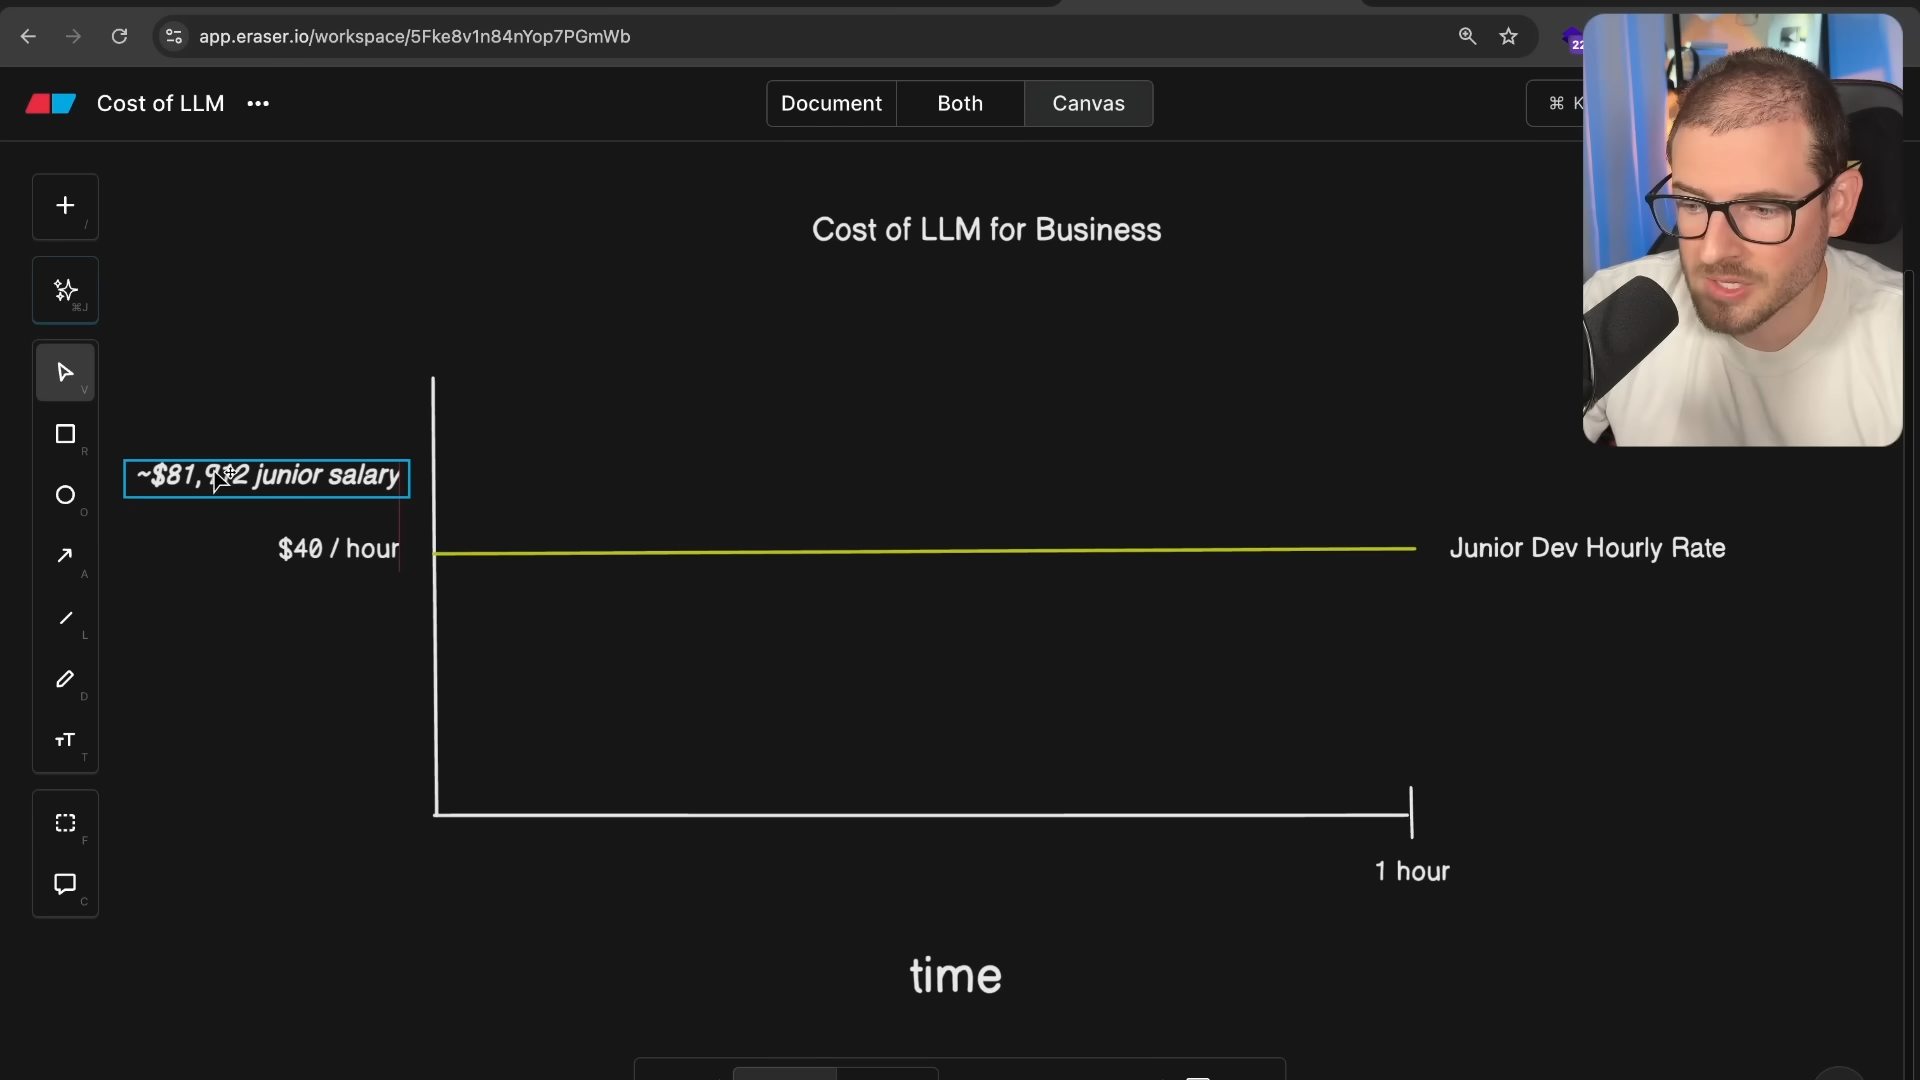 app.eraser.io/workspace/5Fke8v1n84nYop7PGmWb
22
Cost of LLM •••
Document
Both
Canvas
⌘ K
Cost of LLM for Business
/
⌘J
V
R
O
A
L
D
T
F
C
junior salary
$40 / hour
Junior Dev Hourly Rate
1 hour
time